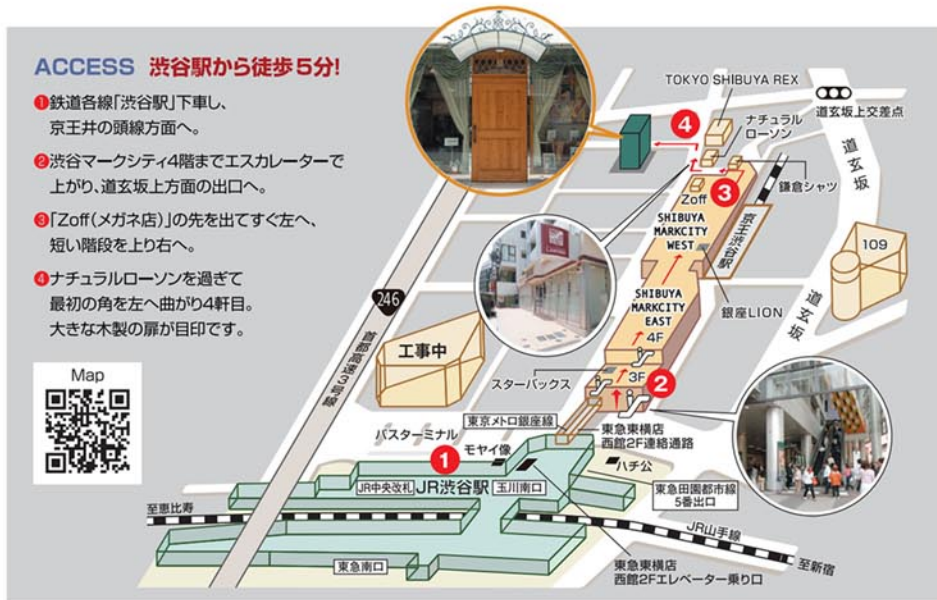 ACCESS 渋谷駅から徒歩5分!
❶鉄道各線「渋谷駅」下車し、
京王井の頭線方面へ。
❷渋谷マークシティ4階までエスカレーターで
上がり、道玄坂上方面の出口へ。
❸「Zoff(メガネ店)」の先を出てすぐ左へ、
短い階段を上り右へ。
❹ナチュラルローソンを過ぎて
最初の角を左へ曲がり4軒目。
大きな木製の扉が目印です。
Map
TOKYO SHIBUYA REX
道玄坂上交差点
4
ナチュラル
ローソン
道玄坂
鎌倉シャツ
3
Zoff
SHIBUYA
MARKCITY
WEST
京王渋谷駅
109
246
首都高速3号線
SHIBUYA
MARKCITY
EAST
銀座LION
道玄坂
4F
工事中
スターバックス
3F
2
東京メトロ銀座線
東急東横店
西館2F連絡通路
バスターミナル
モヤイ像
1
ハチ公
JR中央改札
JR渋谷駅
玉川南口
東急田園都市線
5番出口
至恵比寿
JR山手線
東急南口
東急東横店
西館2Fエレベーター乗り口
至新宿